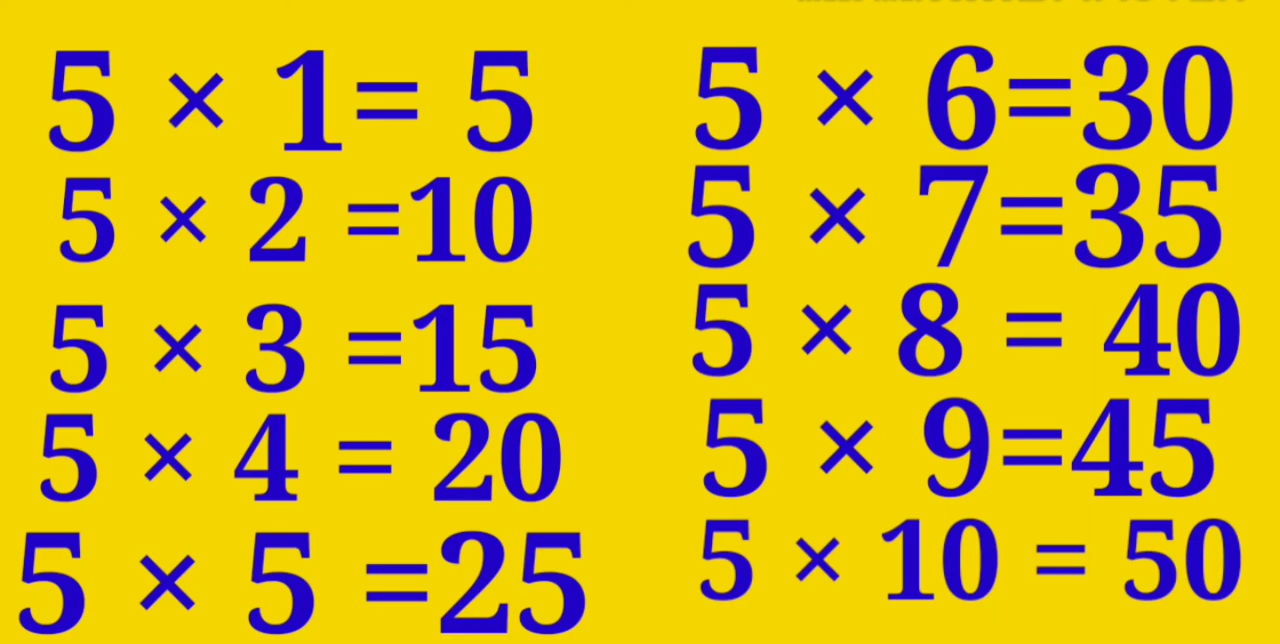 5 × 1= 5
5 × 2 =10
5 × 3 =15
5 × 4 = 20
5 × 5 =25
5 × 6=30
5 × 7=35
5 × 8 = 40
5 × 9=45
5 × 10 = 50